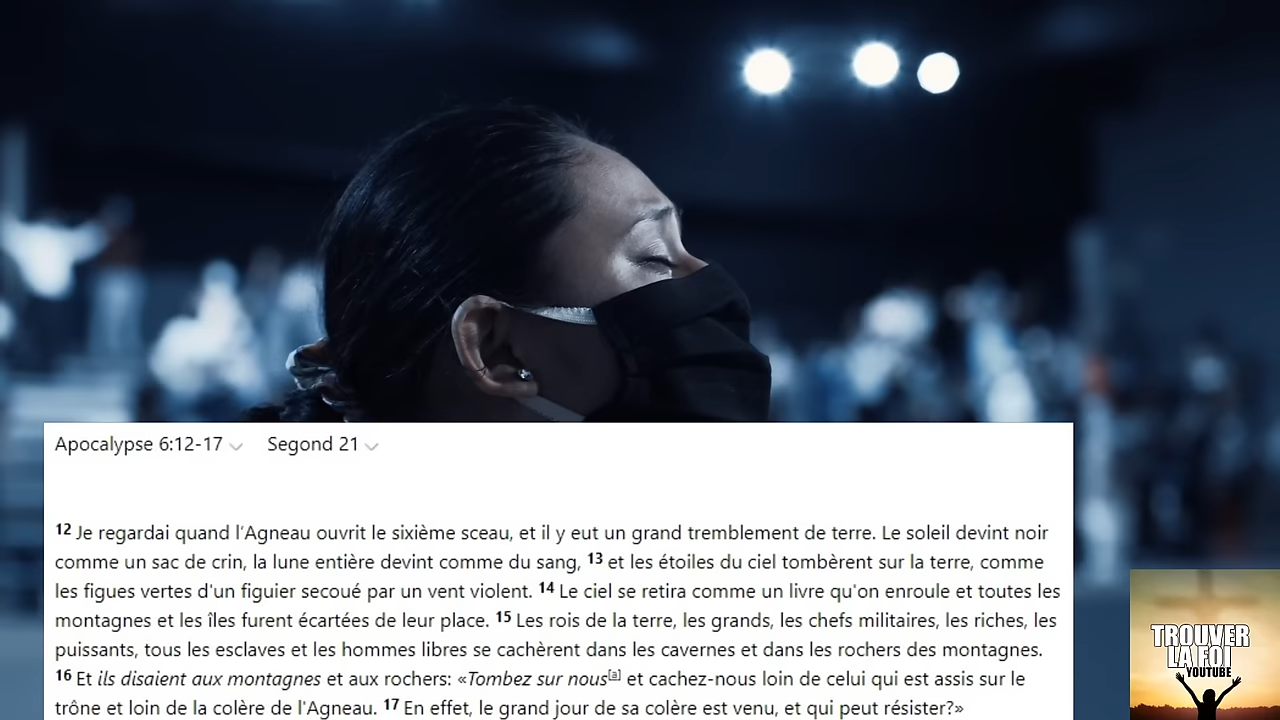 Apocalypse 6:12-17 Segond 21
12 Je regardai quand l'Agneau ouvrit le sixième sceau, et il y eut un grand tremblement de terre. Le soleil devint noir
comme un sac de crin, la lune entière devint comme du sang, 13 et les étoiles du ciel tombèrent sur la terre, comme
les figues vertes d'un figuier secoué par un vent violent. 14 Le ciel se retira comme un livre qu'on enroule et toutes les
montagnes et les îles furent écartées de leur place. 15 Les rois de la terre, les grands, les chefs militaires, les riches, les
puissants, tous les esclaves et les hommes libres se cachèrent dans les cavernes et dans les rochers des montagnes.
16 Et ils disaient aux montagnes et aux rochers: «Tombez sur nous[a] et cachez-nous loin de celui qui est assis sur le
trône et loin de la colère de l'Agneau. 17 En effet, le grand jour de sa colère est venu, et qui peut résister?»
TROUVER
LA FOI
YOUTUBE